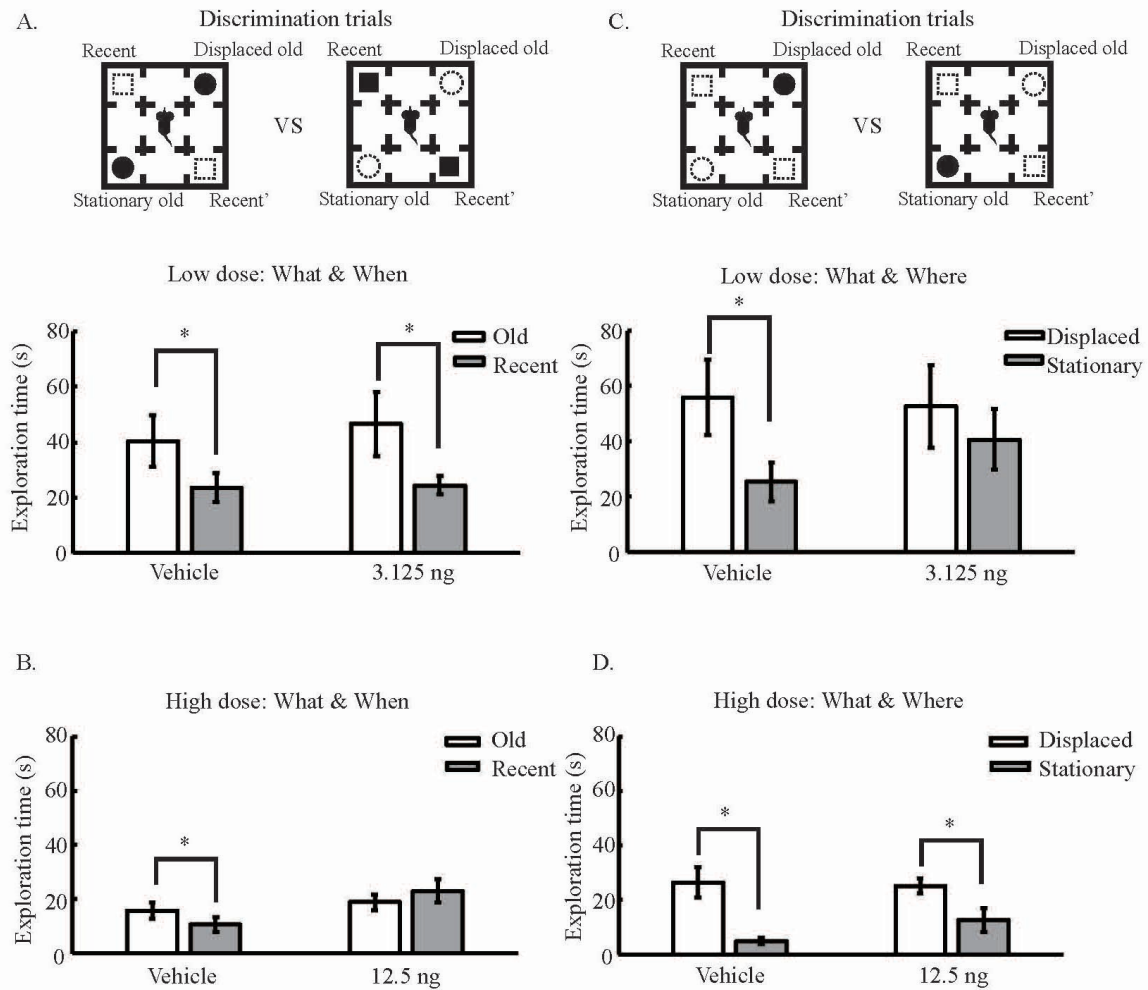 A.
Discrimination trials
Recent Displaced old
Recent Displaced old
VS
Stationary old Recent'
Stationary old Recent'
Low dose: What & When
Exploration time (s)
80
60
40
20
0
*
*
Old
Recent
Vehicle
3.125 ng
C.
Discrimination trials
Recent Displaced old
Recent Displaced old
VS
Stationary old Recent'
Stationary old Recent'
Low dose: What & Where
Exploration time (s)
80
60
40
20
0
*
Displaced
Stationary
Vehicle
3.125 ng
B.
High dose: What & When
Exploration time (s)
80
60
40
20
0
*
Old
Recent
Vehicle
12.5 ng
D.
High dose: What & Where
Exploration time (s)
80
60
40
20
0
*
*
Displaced
Stationary
Vehicle
12.5 ng